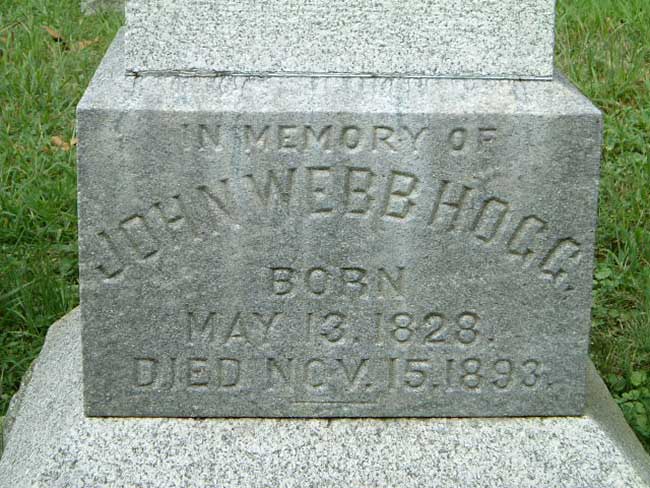 IN MEMORY OF
JOHN WEBB HOGG.
BORN
MAY 13. 1828.
DIED NOV. 15. 1893.